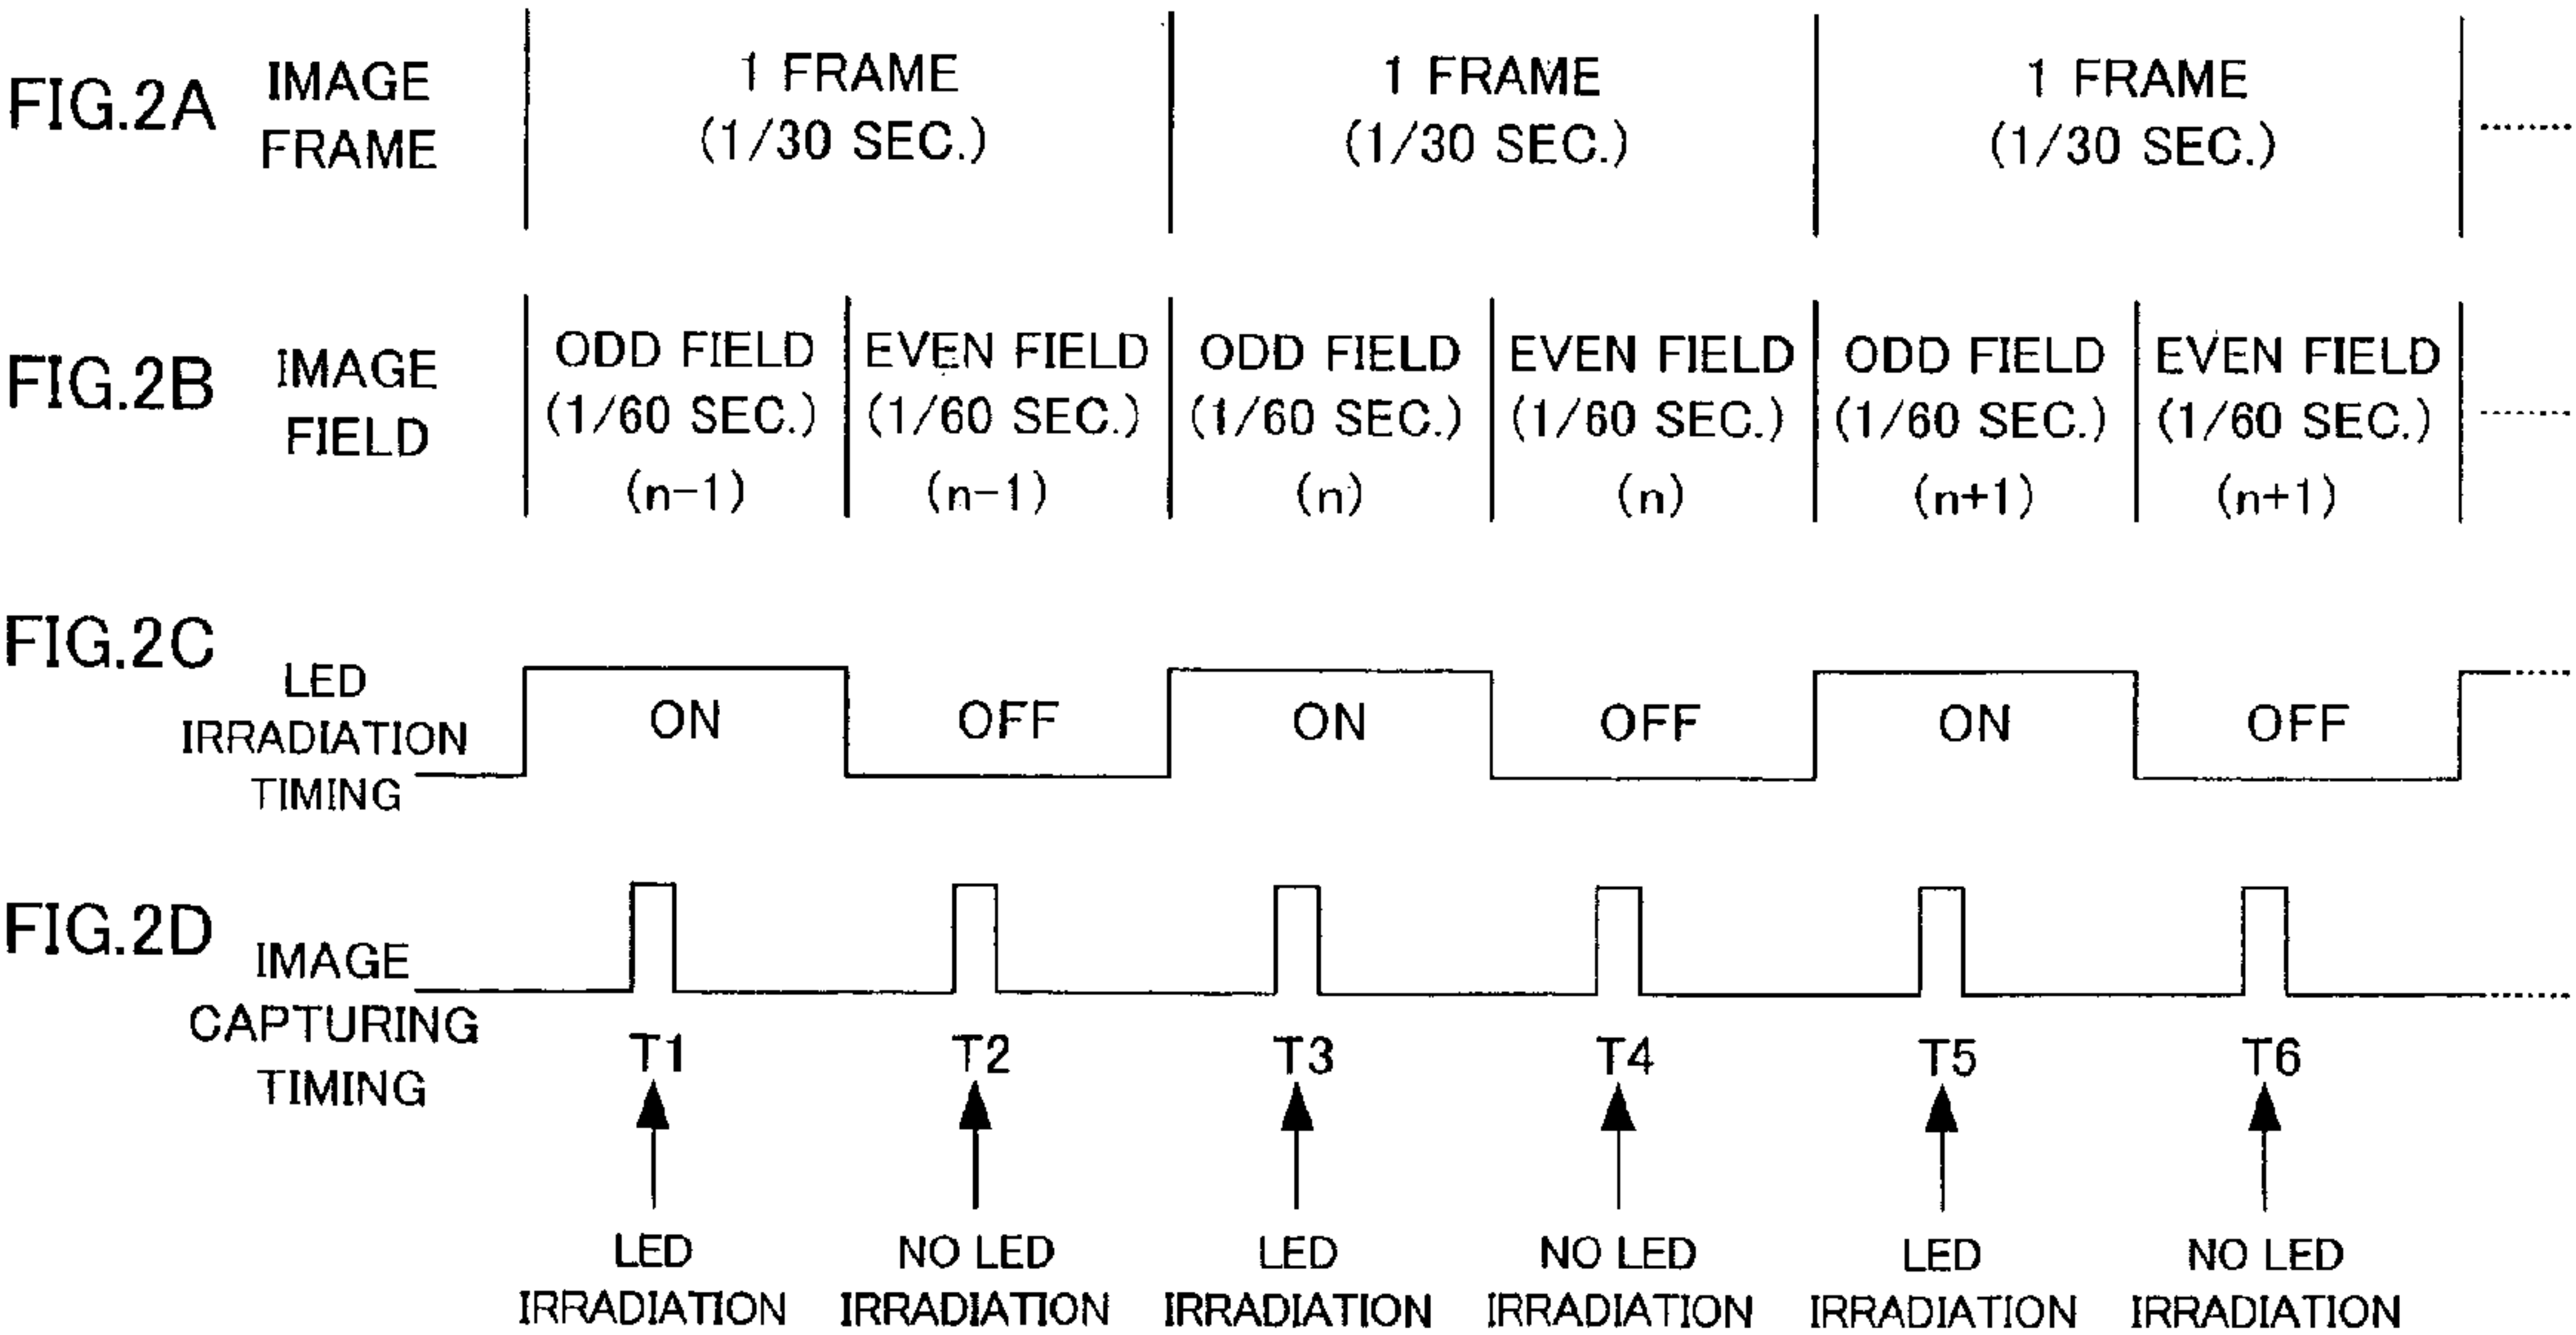 FIG.2A
IMAGE
FRAME
1 FRAME
(1/30 SEC.)
1 FRAME
(1/30 SEC.)
1 FRAME
(1/30 SEC.)
FIG.2B
IMAGE
FIELD
ODD FIELD
(1/60 SEC.)
(n-1)
EVEN FIELD
(1/60 SEC.)
(n-1)
ODD FIELD
(1/60 SEC.)
(n)
EVEN FIELD
(1/60 SEC.)
(n)
ODD FIELD
(1/60 SEC.)
(n+1)
EVEN FIELD
(1/60 SEC.)
(n+1)
FIG.2C
LED
IRRADIATION
TIMING
ON
OFF
ON
OFF
ON
OFF
FIG.2D
IMAGE
CAPTURING
TIMING
T1
T2
T3
T4
T5
T6
LED
IRRADIATION
NO LED
IRRADIATION
LED
IRRADIATION
NO LED
IRRADIATION
LED
IRRADIATION
NO LED
IRRADIATION